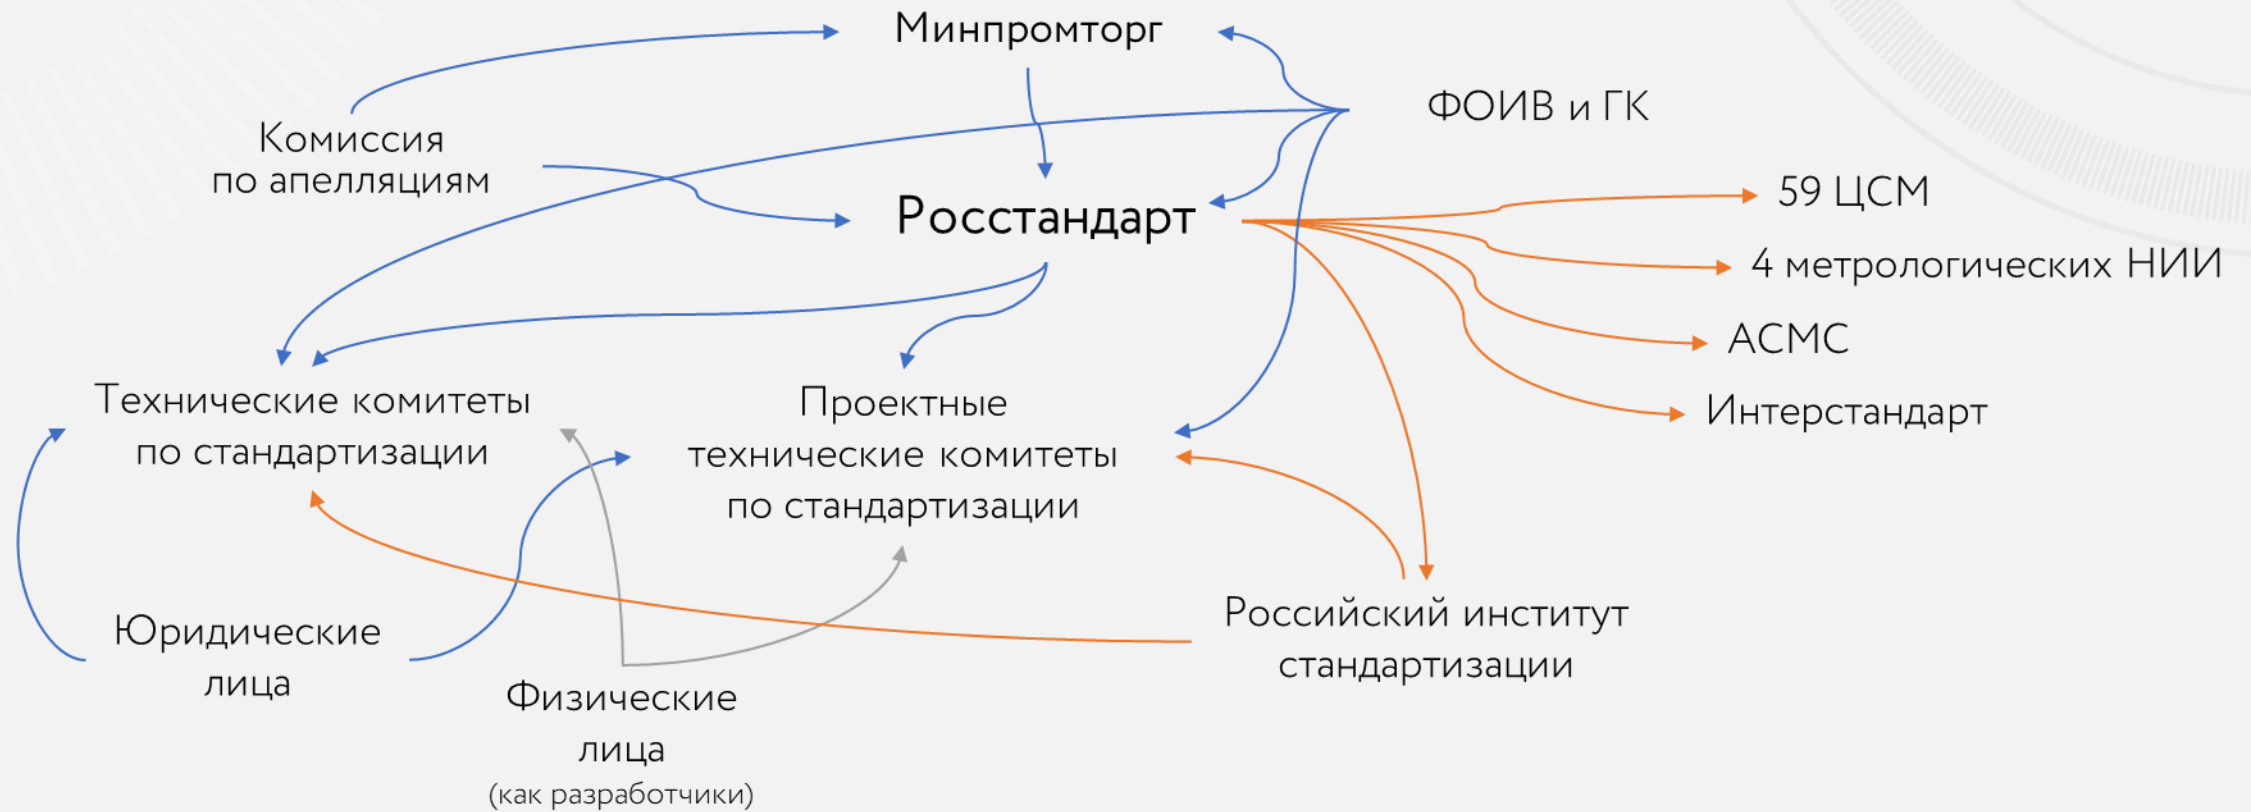 Минпромторг
ФОИВ и ГК
Комиссия
по апелляциям
59 ЦСМ
Росстандарт
4 метрологических НИИ
АСМС
Интерстандарт
Технические комитеты
по стандартизации
Проектные
технические комитеты
по стандартизации
Юридические
лица
Физические
лица
(как разработчики)
Российский институт
стандартизации